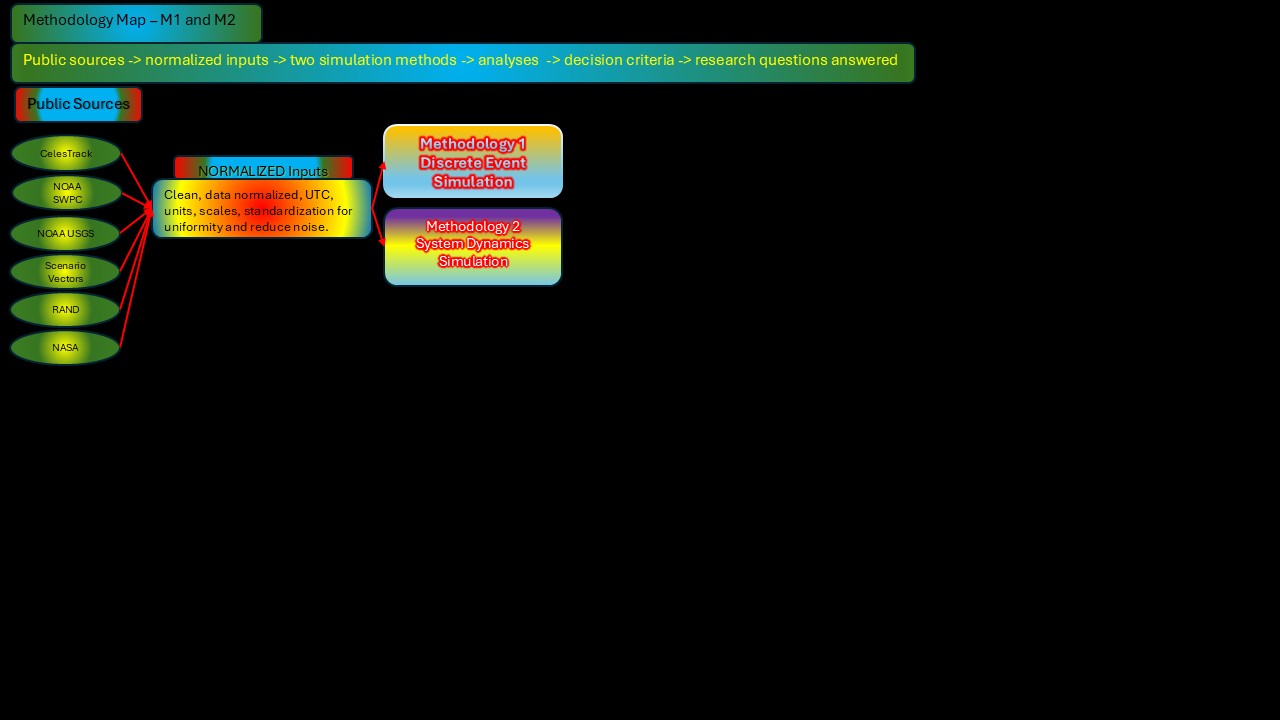 Methodology Map – M1 and M2
Public sources -> normalized inputs -> two simulation methods -> analyses -> decision criteria -> research questions answered
Public Sources
CelesTrack
NOAA
SWPC
NOAA USGS
Scenario
Vectors
RAND
NASA
NORMALIZED Inputs
Clean, data normalized, UTC,
units, scales, standardization for
uniformity and reduce noise.
Methodology 1
Discrete Event
Simulation
Methodology 2
System Dynamics
Simulation